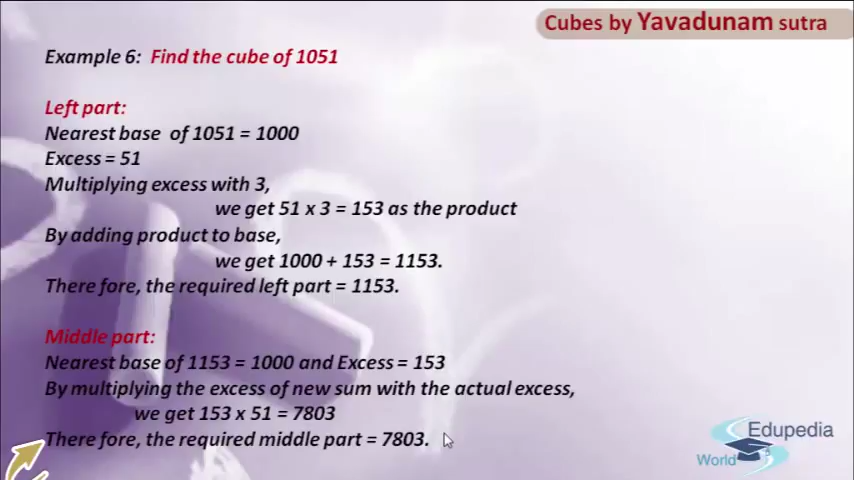 Cubes by Yavadunam sutra
Example 6: Find the cube of 1051
Left part:
Nearest base of 1051 = 1000
Excess = 51
Multiplying excess with 3,
we get 51 x 3 = 153 as the product
By adding product to base,
we get 1000 + 153 = 1153.
There fore, the required left part = 1153.
Middle part:
Nearest base of 1153 = 1000 and Excess = 153
By multiplying the excess of new sum with the actual excess,
we get 153 x 51 = 7803
There fore, the required middle part = 7803.
Edupedia
World